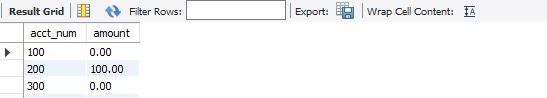 Result Grid Filter Rows: Export: Wrap Cell Content: IA
acct_num amount
100 0.00
200 100.00
300 0.00